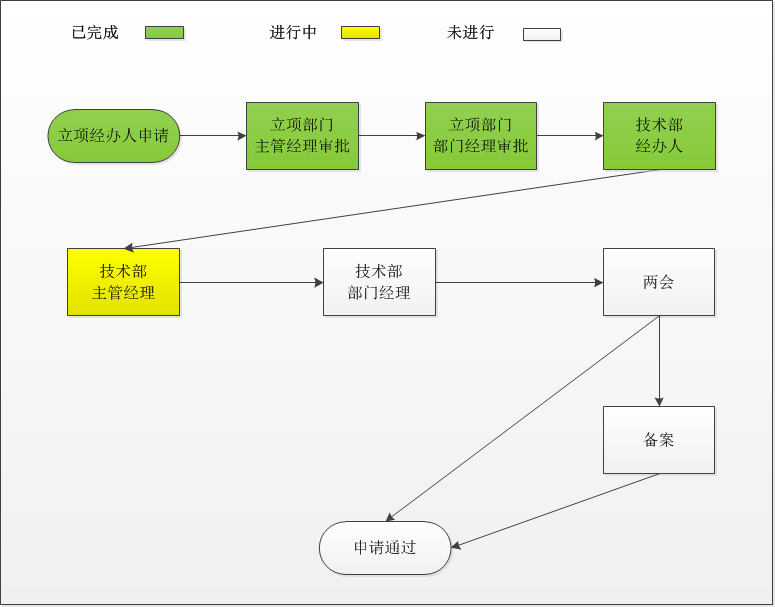 已完成
进行中
未进行
立项经办人申请
立项部门
主管经理审批
立项部门
部门经理审批
技术部
经办人
技术部
主管经理
技术部
部门经理
两会
备案
申请通过